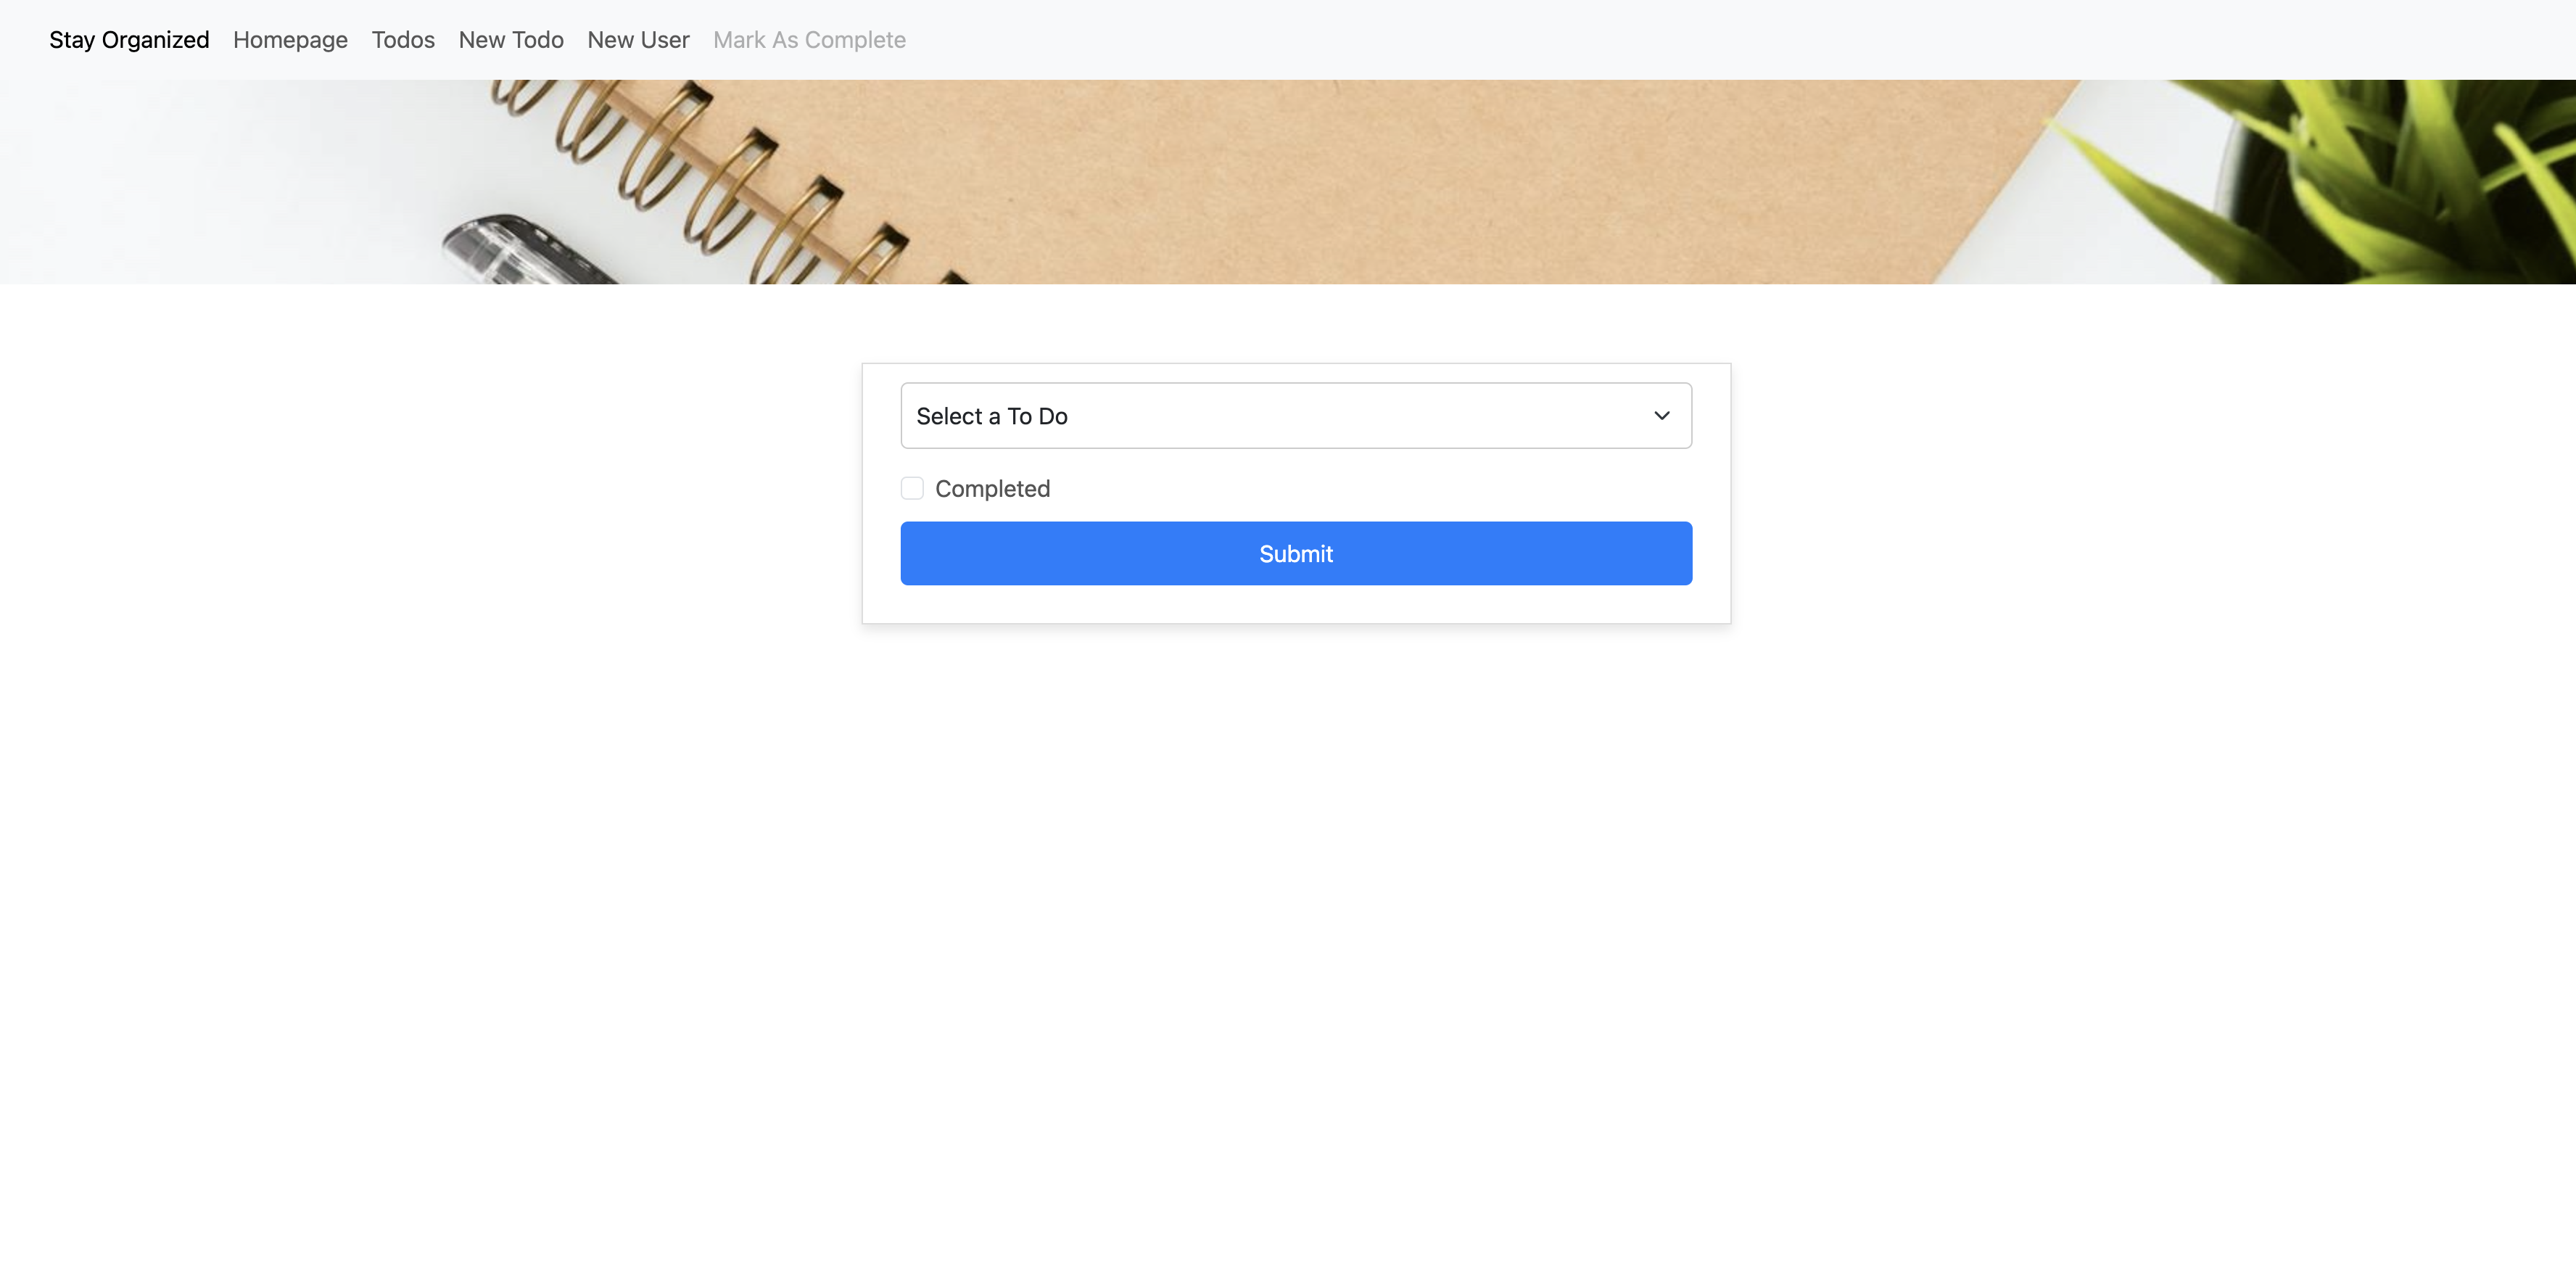 Stay Organized Homepage Todos New Todo New User Mark As Complete
Select a To Do
Completed
Submit